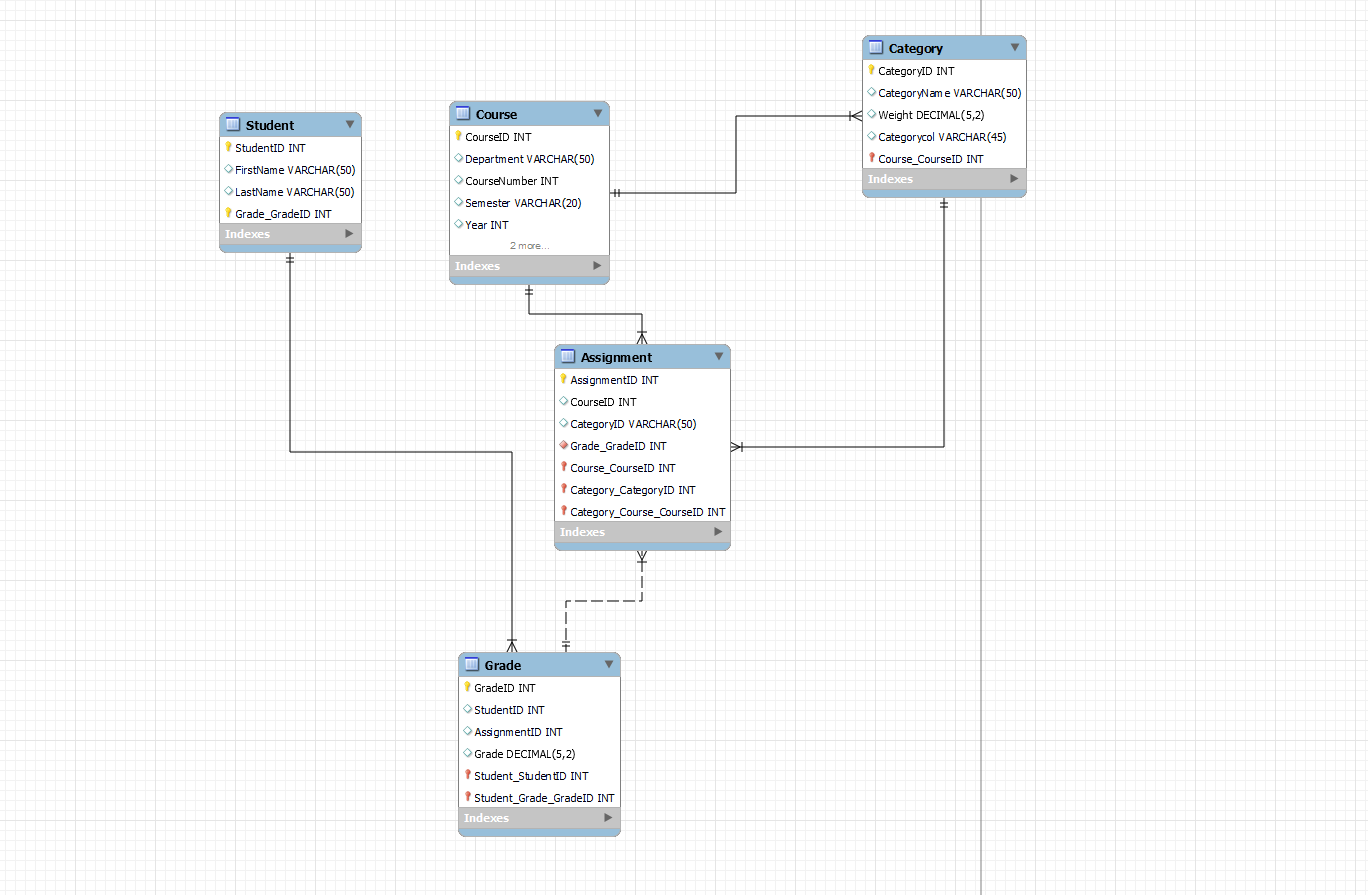 Student
StudentID INT
FirstName VARCHAR(50)
LastName VARCHAR(50)
Grade_GradeID INT
Indexes
Course
CourseID INT
Department VARCHAR(50)
CourseNumber INT
Semester VARCHAR(20)
Year INT
2 more...
Indexes
Category
CategoryID INT
CategoryName VARCHAR(50)
Weight DECIMAL(5,2)
Categorycol VARCHAR(45)
Course_CourseID INT
Indexes
Assignment
AssignmentID INT
CourseID INT
CategoryID VARCHAR(50)
Grade_GradeID INT
Course_CourseID INT
Category_CategoryID INT
Category_Course_CourseID INT
Indexes
Grade
GradeID INT
StudentID INT
AssignmentID INT
Grade DECIMAL(5,2)
Student_StudentID INT
Student_Grade_GradeID INT
Indexes